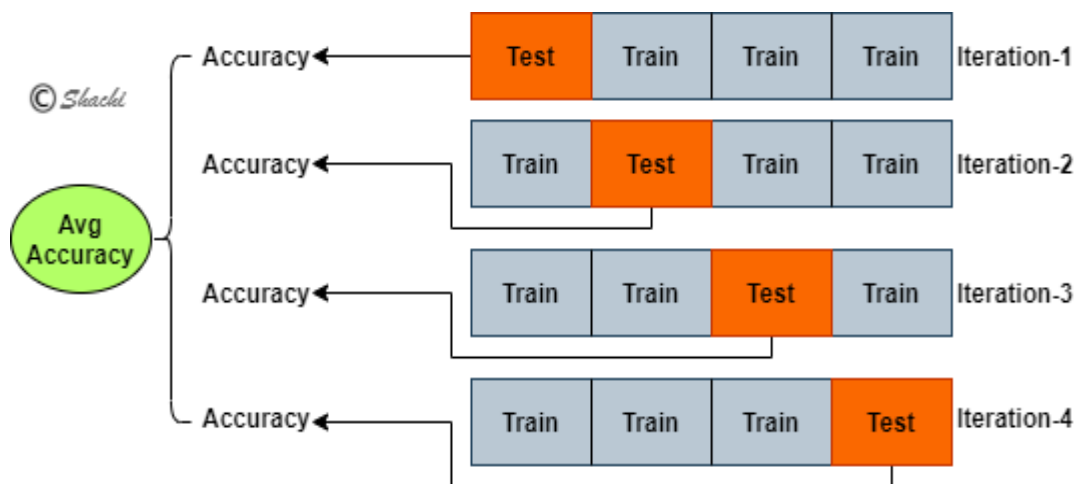 Accuracy Test Train Train Train Iteration-1
© Shachi
Accuracy Train Test Train Train Iteration-2
Avg
Accuracy
Accuracy Train Train Test Train Iteration-3
Accuracy Train Train Train Test Iteration-4